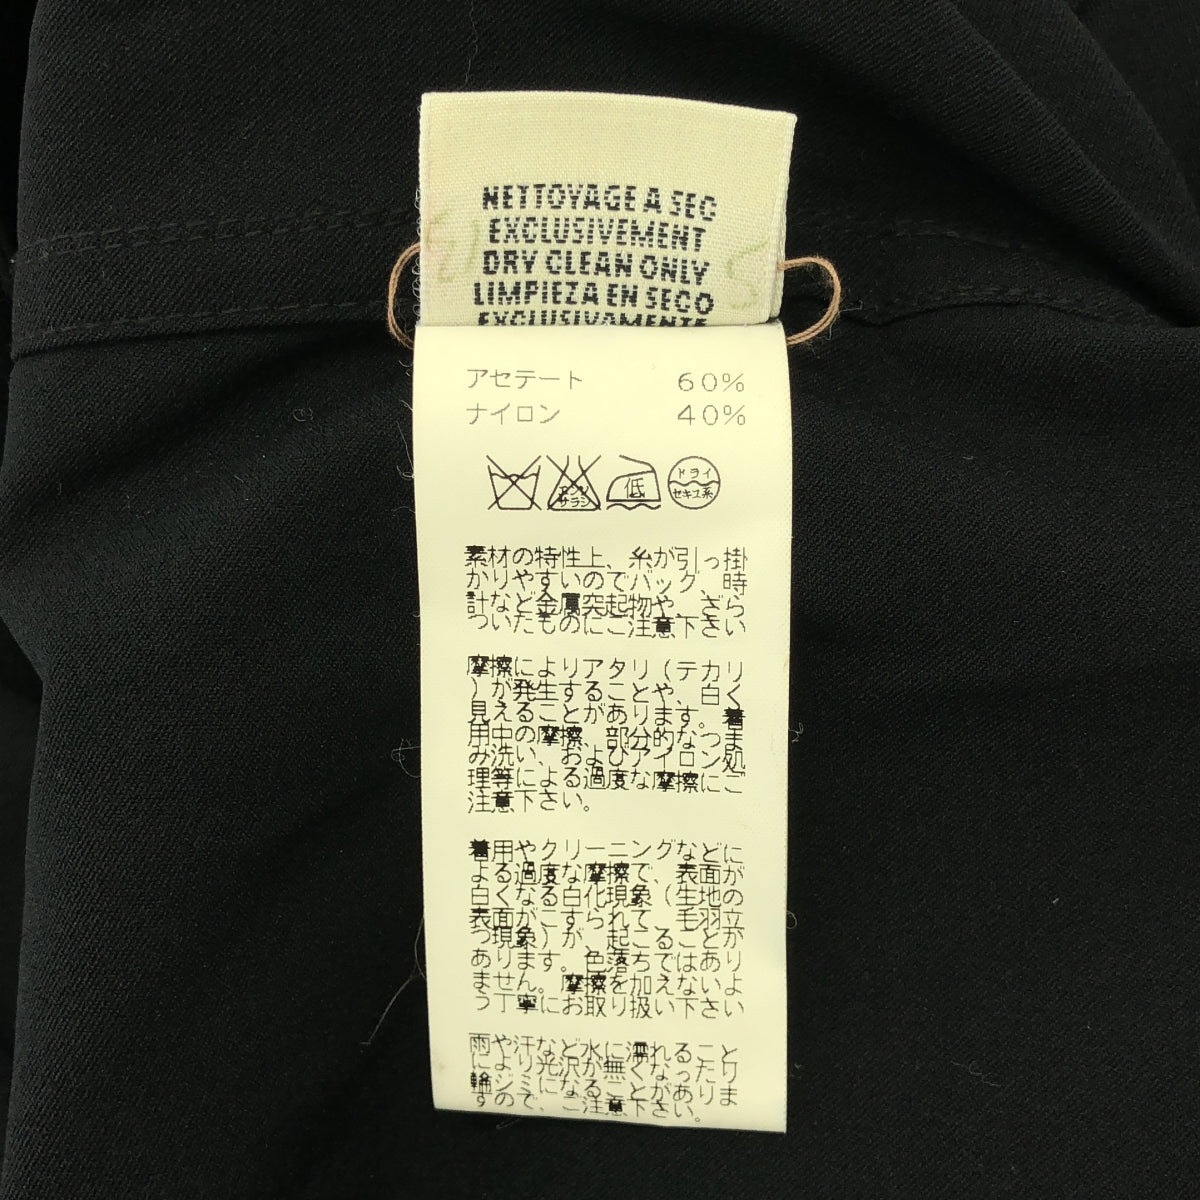 NETTOYAGE A SEC
EXCLUSIVEMENT
DRY CLEAN ONLY
LIMPIEZA EN SECO
EXCLUSIVAMENTE
アセテート 60%
ナイロン 40%
エンソ サラシ 低 ドライ セキユ系
素材の特性上、糸が引っ掛
かりやすいのでバッグ、時
計など金属突起物や、ざら
ついたものにご注意下さい
摩擦によりアタリ(テカリ
)が発生することや、白く
見えることがあります。着
用中の摩擦、部分的なつま
み洗い、およびアイロン処
理等による過度な摩擦にご
注意下さい。
着用やクリーニングなどに
よる過度な摩擦で、表面が
白くなる白化現象(生地の
表面がこすられて、毛羽立
つ現象)が、起こることが
あります。色落ちではあり
ません。摩擦を加えないよ
う丁寧にお取り扱い下さい
雨や汗など水に濡れること
により光沢が無くなったり
輪ジミになることがありま
すので、ご注意下さい。